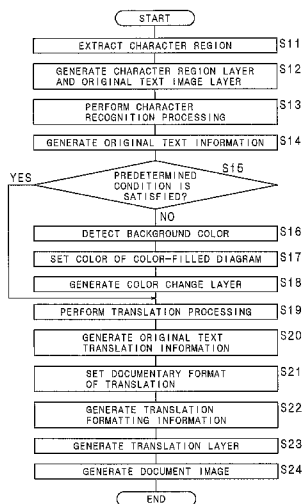 START
EXTRACT CHARACTER REGION S11
GENERATE CHARACTER REGION LAYER S12
AND ORIGINAL TEXT IMAGE LAYER
PERFORM CHARACTER S13
RECOGNITION PROCESSING
GENERATE ORIGINAL TEXT INFORMATION S14
S15
YES PREDETERMINED
CONDITION IS
SATISFIED?
NO
DETECT BACKGROUND COLOR S16
SET COLOR OF COLOR-FILLED DIAGRAM S17
GENERATE COLOR CHANGE LAYER S18
PERFORM TRANSLATION PROCESSING S19
GENERATE ORIGINAL TEXT S20
TRANSLATION INFORMATION
SET DOCUMENTARY FORMAT S21
OF TRANSLATION
GENERATE TRANSLATION S22
FORMATTING INFORMATION
GENERATE TRANSLATION LAYER S23
GENERATE DOCUMENT IMAGE S24
END